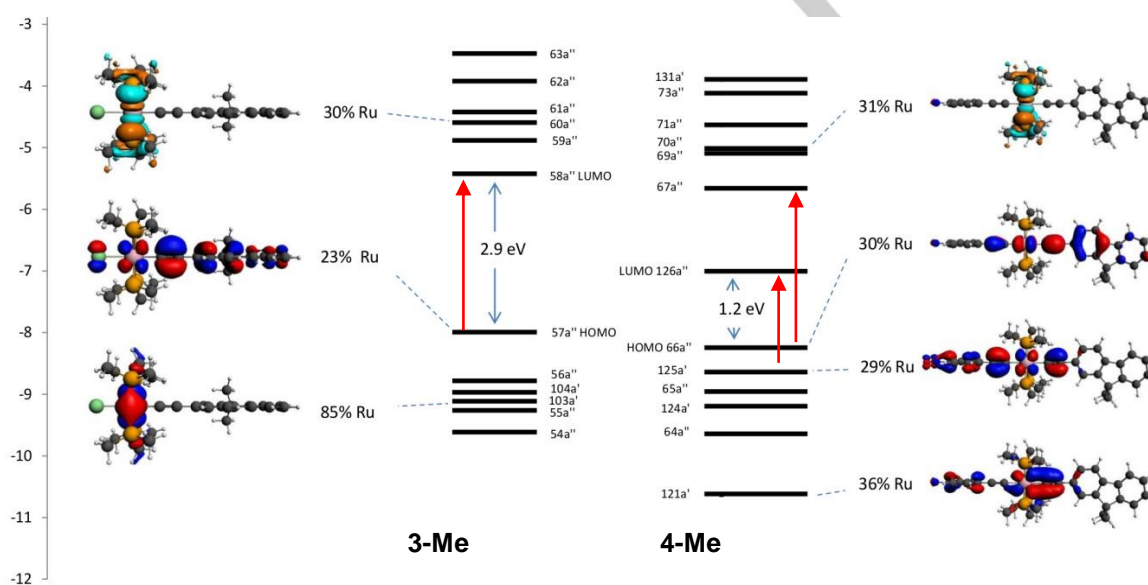 -3
-4
-5
-6
-7
-8
-9
-10
-11
-12
30% Ru
23% Ru
85% Ru
63a"
62a"
61a"
60a"
59a"
58a" LUMO
2.9 eV
57a" HOMO
56a"
104a'
103a'
55a"
54a"
3-Me
131a'
73a"
71a"
70a"
69a"
67a"
LUMO 126a"
1.2 eV
HOMO 66a"
125a'
65a"
124a'
64a"
121a'
4-Me
31% Ru
30% Ru
29% Ru
36% Ru